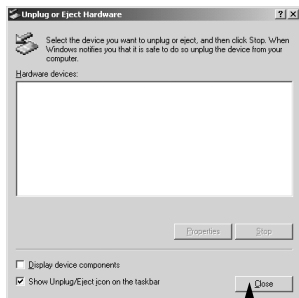 Unplug or Eject Hardware
Select the device you want to unplug or eject, and then click Stop. When
Windows notifies you that it is safe to do so unplug the device from your
computer.
Hardware devices:
Properties
Stop
Display device components
Show Unplug/Eject icon on the taskbar
Close